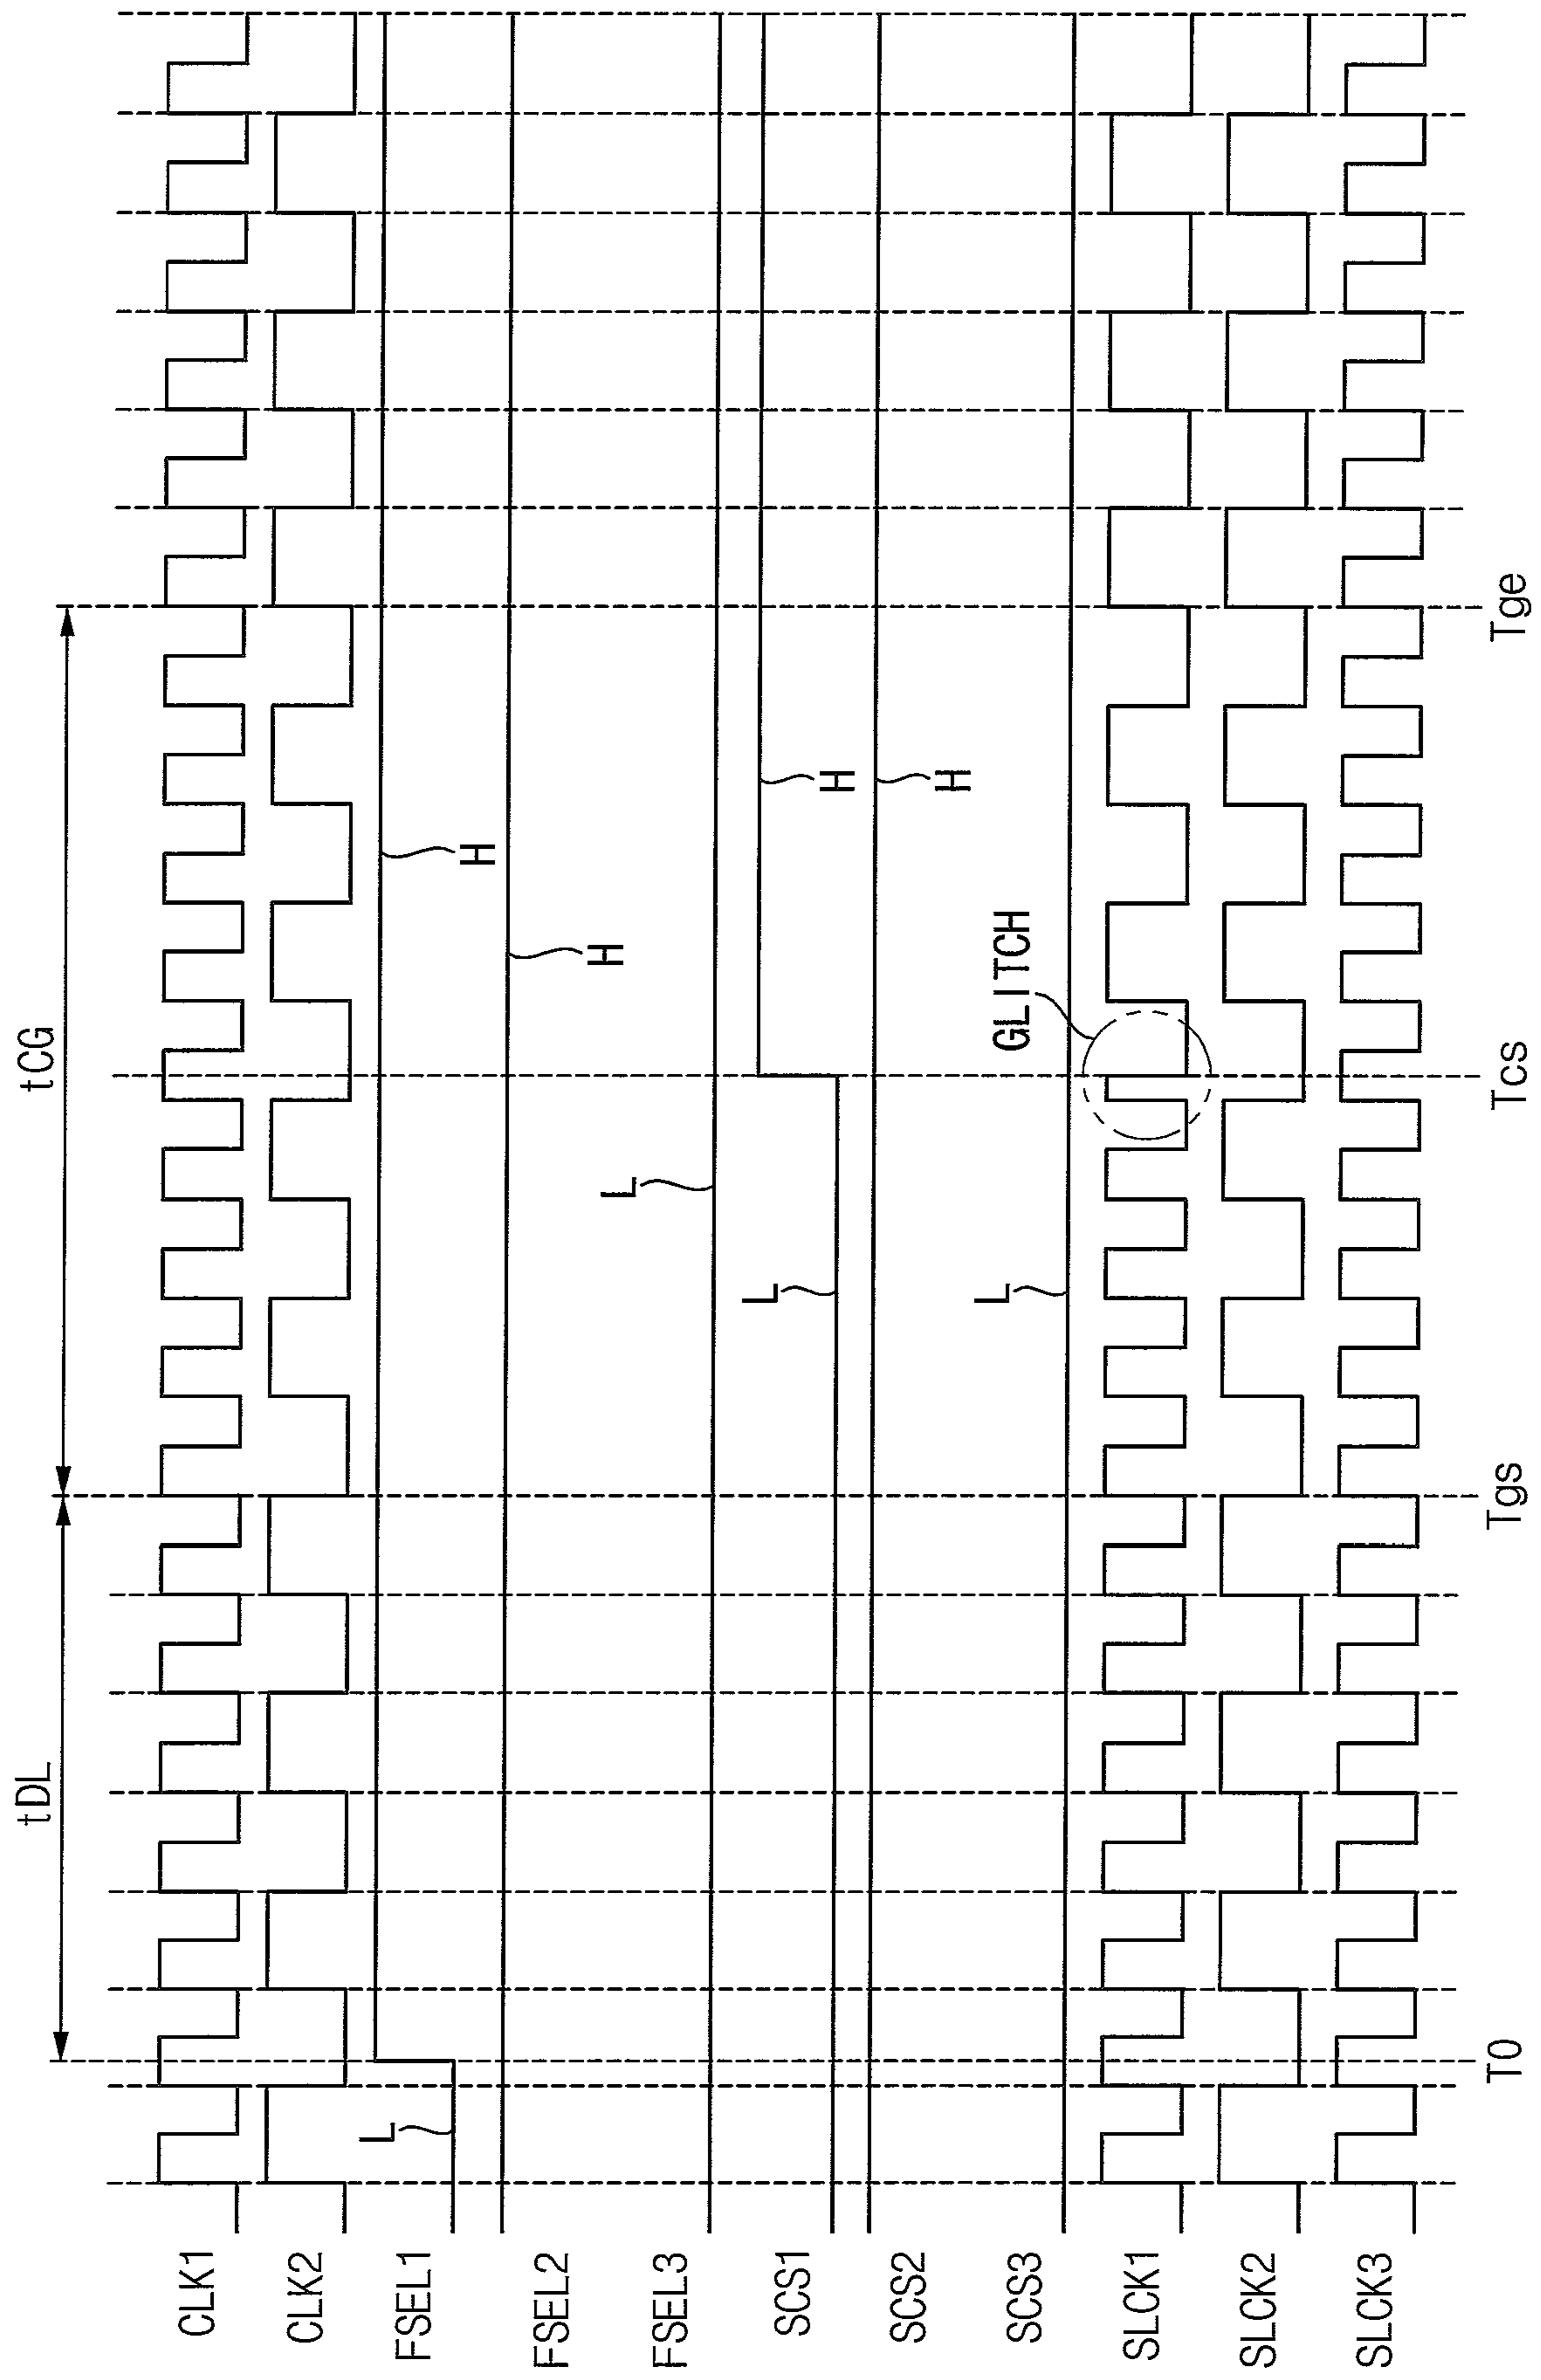 tDL
tCG
CLK1
CLK2
FSEL1
L
H
FSEL2
H
FSEL3
L
SCS1
L
H
SCS2
H
SCS3
L
GLITCH
SLCK1
SLCK2
SLCK3
T0
Tgs
Tcs
Tge